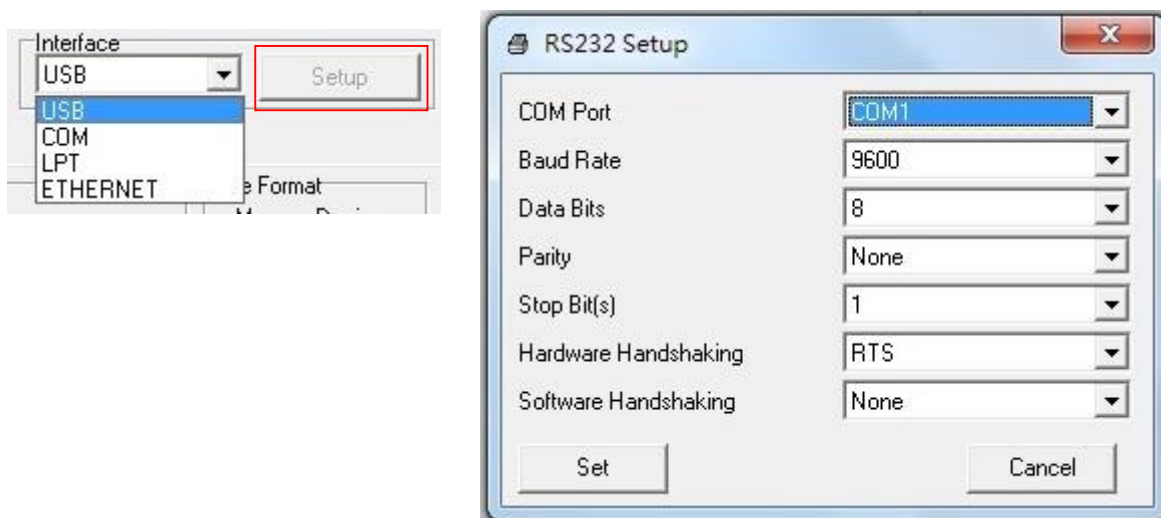 Interface
USB
Setup
USB
COM
LPT
ETHERNET
e Format
RS232 Setup
COM Port COM1
Baud Rate 9600
Data Bits 8
Parity None
Stop Bit(s) 1
Hardware Handshaking RTS
Software Handshaking None
Set Cancel